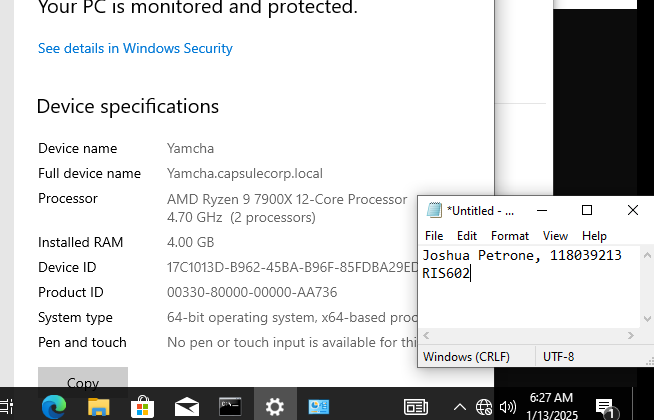 Your PC is monitored and protected.
See details in Windows Security
Device specifications
Device name Yamcha
Full device name Yamcha.capsulecorp.local
Processor AMD Ryzen 9 7900X 12-Core Processor
4.70 GHz (2 processors)
Installed RAM 4.00 GB
Device ID 17C1013D-B962-45BA-B96F-85FDBA29ED
Product ID 00330-80000-00000-AA736
System type 64-bit operating system, x64-based proc
Pen and touch No pen or touch input is available for thi
Copy
*Untitled - ...
File Edit Format View Help
Joshua Petrone, 118039213
RIS602
Windows (CRLF) UTF-8
6:27 AM
1/13/2025
1